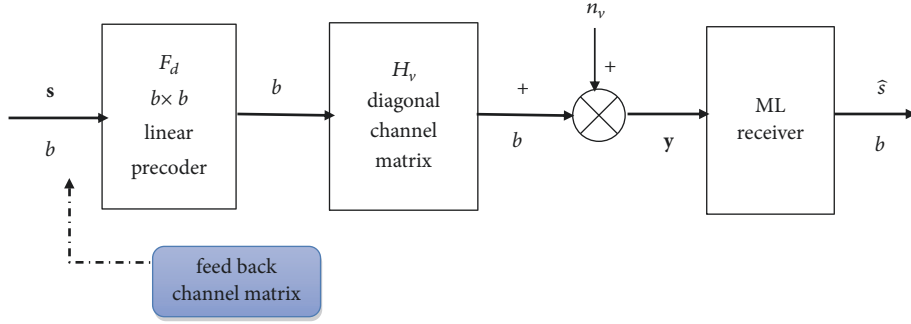 s
b
F_d
b× b
linear
precoder
b
H_v
diagonal
channel
matrix
+
b
n_v
+
y
ML
receiver
ŝ
b
feed back
channel matrix